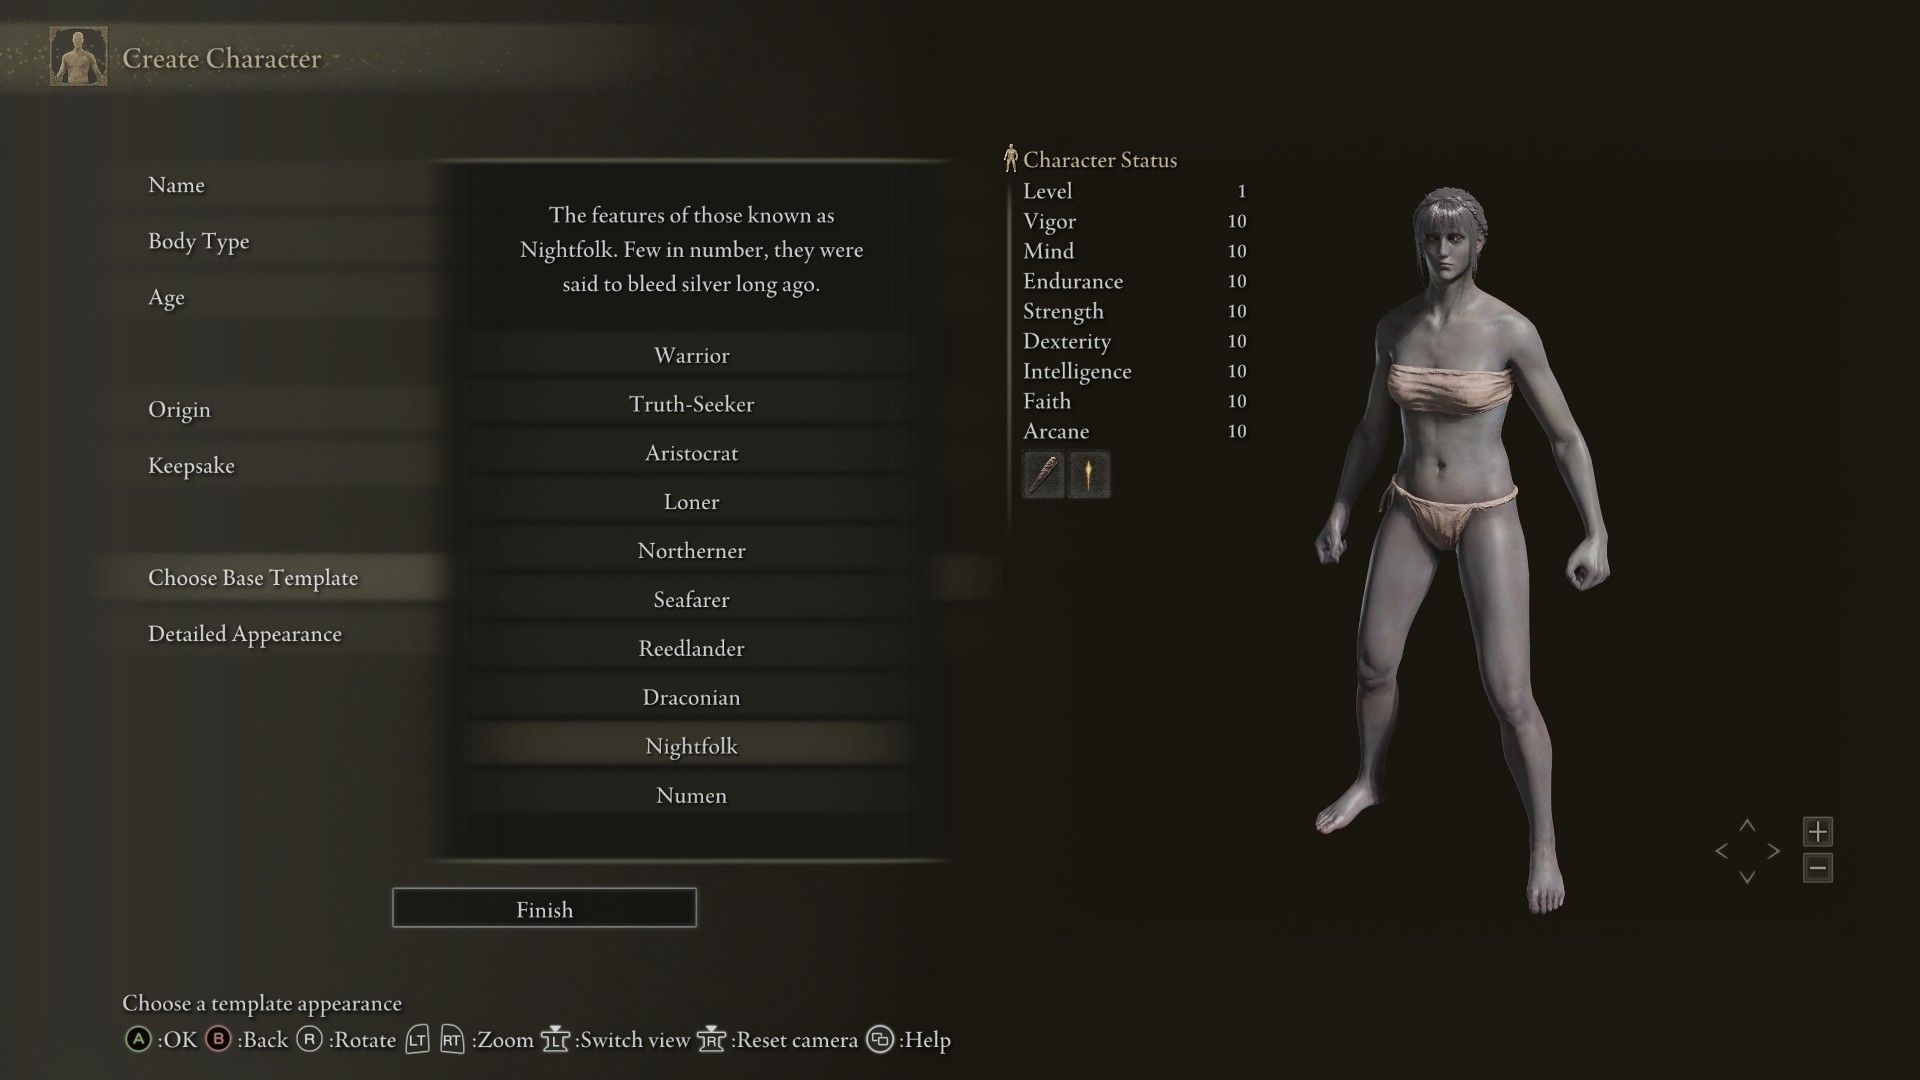 Create Character
Name
Body Type
Age
Origin
Keepsake
Choose Base Template
Detailed Appearance
The features of those known as
Nightfolk. Few in number, they were
said to bleed silver long ago.
Warrior
Truth-Seeker
Aristocrat
Loner
Northerner
Seafarer
Reedlander
Draconian
Nightfolk
Numen
Finish
Character Status
Level 1
Vigor 10
Mind 10
Endurance 10
Strength 10
Dexterity 10
Intelligence 10
Faith 10
Arcane 10
Choose a template appearance
A :OK B :Back R :Rotate LT RT :Zoom L :Switch view R :Reset camera :Help